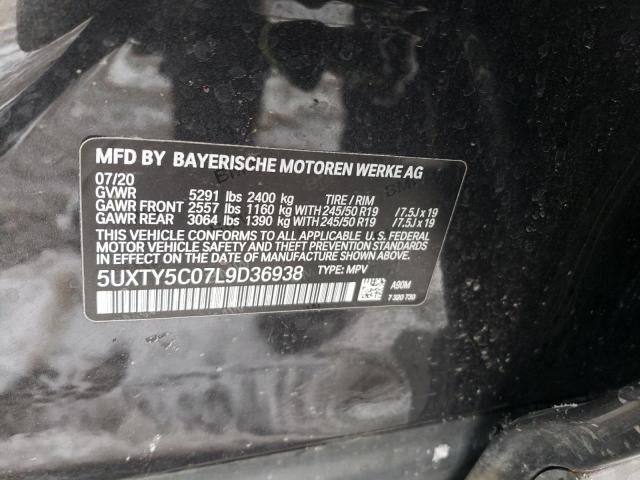 MFD BY BAYERISCHE MOTOREN WERKE AG
07/20
GVWR 5291 lbs 2400 kg TIRE / RIM
GAWR FRONT 2557 lbs 1160 kg WITH 245/50 R19 /7.5J x 19
GAWR REAR 3064 lbs 1390 kg WITH 245/50 R19 /7.5J x 19
THIS VEHICLE CONFORMS TO ALL APPLICABLE U. S. FEDERAL
MOTOR VEHICLE SAFETY AND THEFT PREVENTION STANDARDS
IN EFFECT ON THE DATE OF MANUFACTURE SHOWN ABOVE.
5UXTY5C07L9D36938 TYPE: MPV A90M
7 320 730